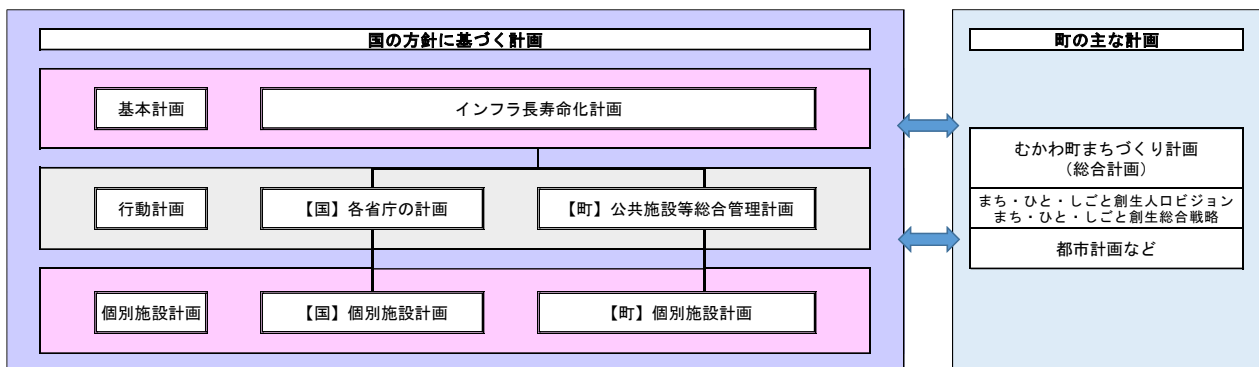 国の方針に基づく計画
基本計画
インフラ長寿命化計画
行動計画
【国】各省庁の計画
【町】公共施設等総合管理計画
個別施設計画
【国】個別施設計画
【町】個別施設計画
町の主な計画
むかわ町まちづくり計画
（総合計画）
まち・ひと・しごと創生人口ビジョン
まち・ひと・しごと創生総合戦略
都市計画など